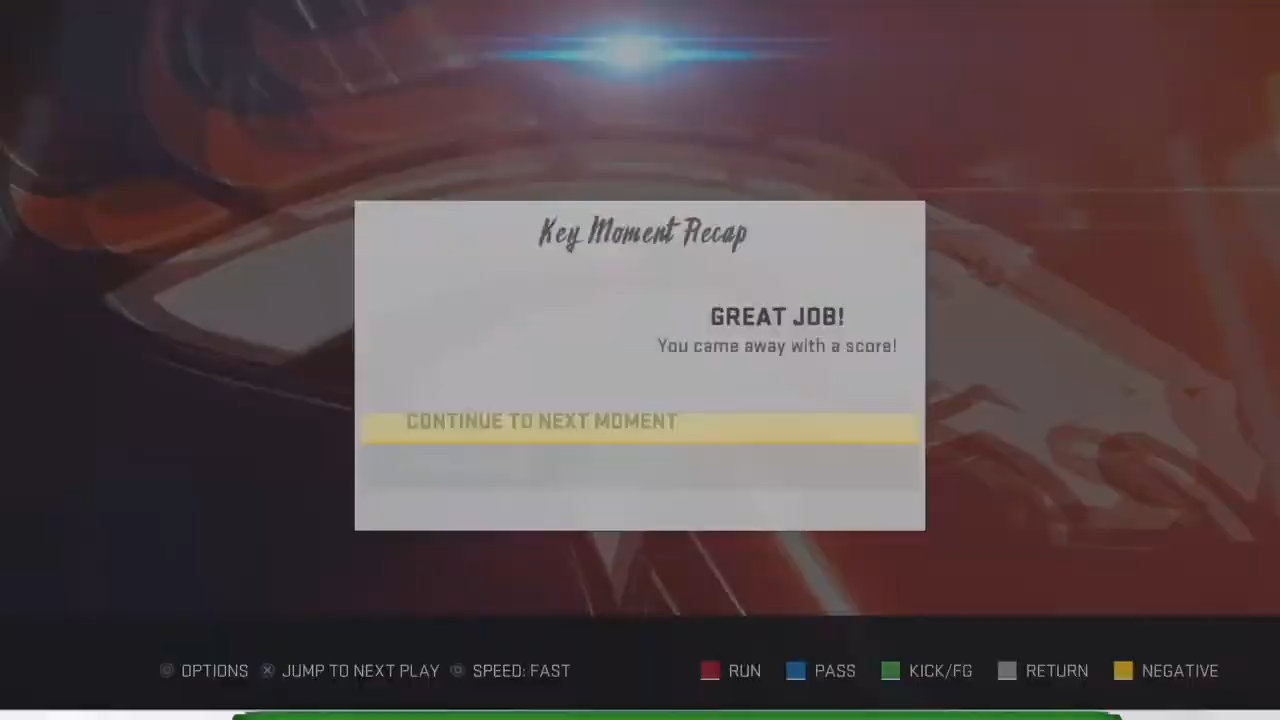 Key Moment Recap
GREAT JOB!
You came away with a score!
CONTINUE TO NEXT MOMENT
OPTIONS JUMP TO NEXT PLAY SPEED: FAST RUN PASS KICK/FG RETURN NEGATIVE